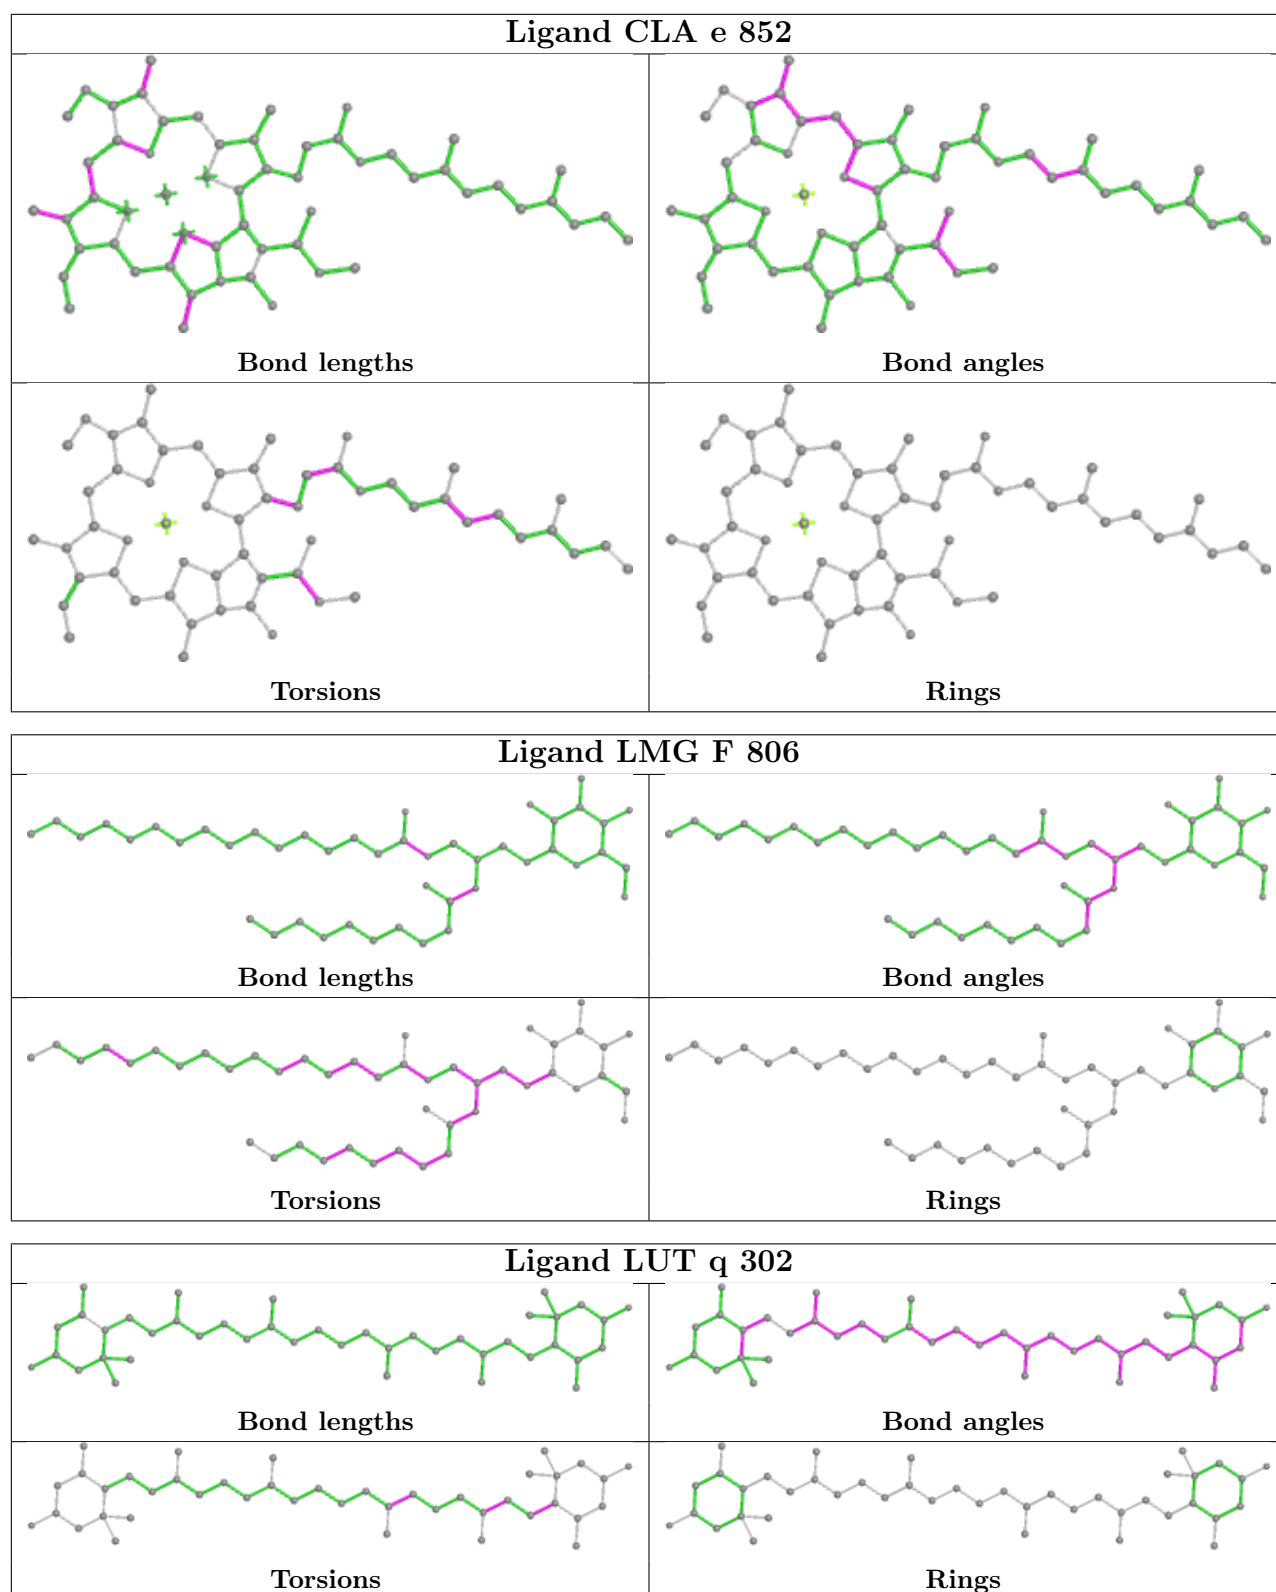 Ligand CLA e 852
Bond lengths
Bond angles
Torsions
Rings
Ligand LMG F 806
Bond lengths
Bond angles
Torsions
Rings
Ligand LUT q 302
Bond lengths
Bond angles
Torsions
Rings